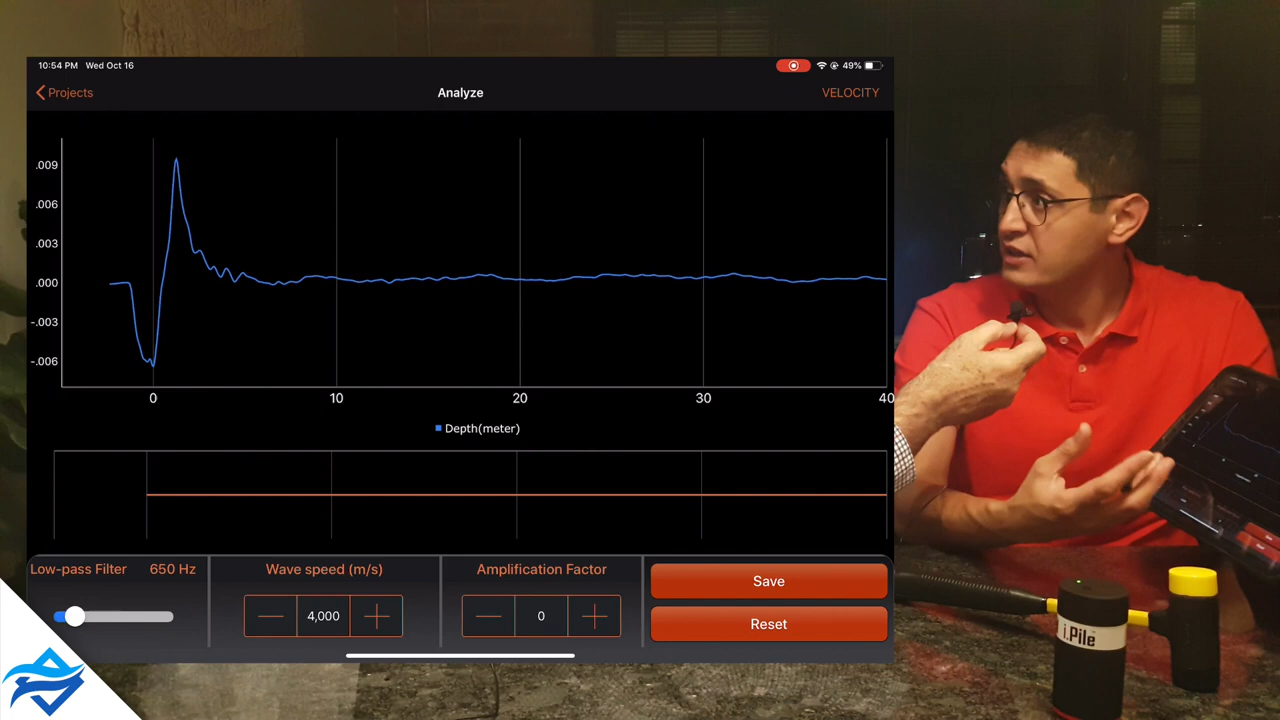 10:54 PM Wed Oct 16
49%
Projects
Analyze
VELOCITY
.009
.006
.003
.000
-.003
-.006
0 10 20 30 40
Depth(meter)
Low-pass Filter 650 Hz
Wave speed (m/s)
Amplification Factor
4,000
0
Save
Reset
i.Pile™